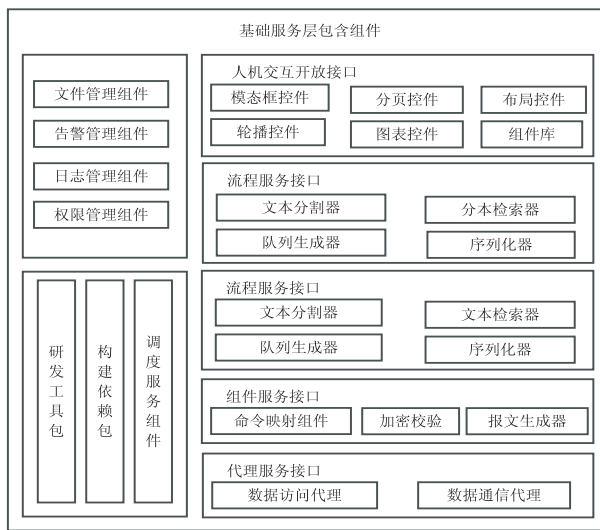 基础服务层包含组件
文件管理组件
告警管理组件
日志管理组件
权限管理组件
研发工具包
构建依赖包
调度服务组件
人机交互开放接口
模态框控件 分页控件 布局控件
轮播控件 图表控件 组件库
流程服务接口
文本分割器 分本检索器
队列生成器 序列化器
流程服务接口
文本分割器 文本检索器
队列生成器 序列化器
组件服务接口
命令映射组件 加密校验 报文生成器
代理服务接口
数据访问代理 数据通信代理